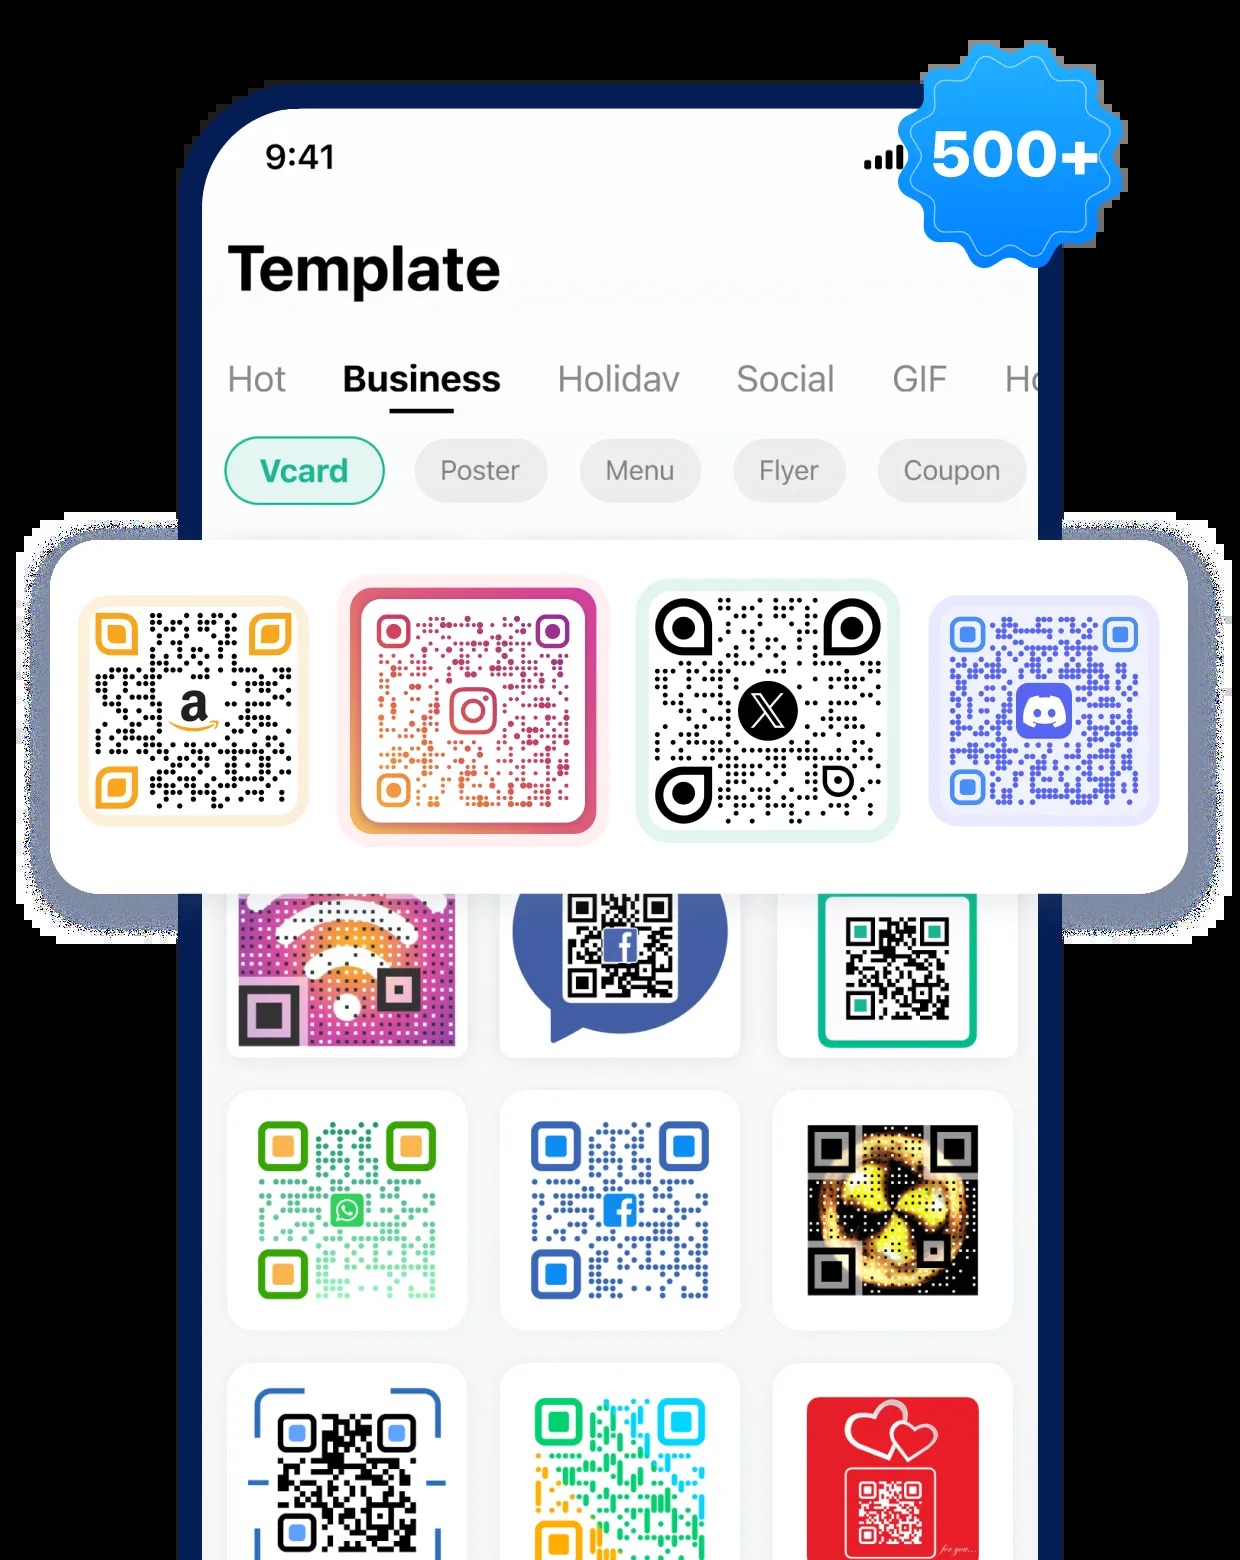 9:41
500+
Template
Hot Business Holidav Social GIF Ho
Vcard Poster Menu Flyer Coupon
a
for you...